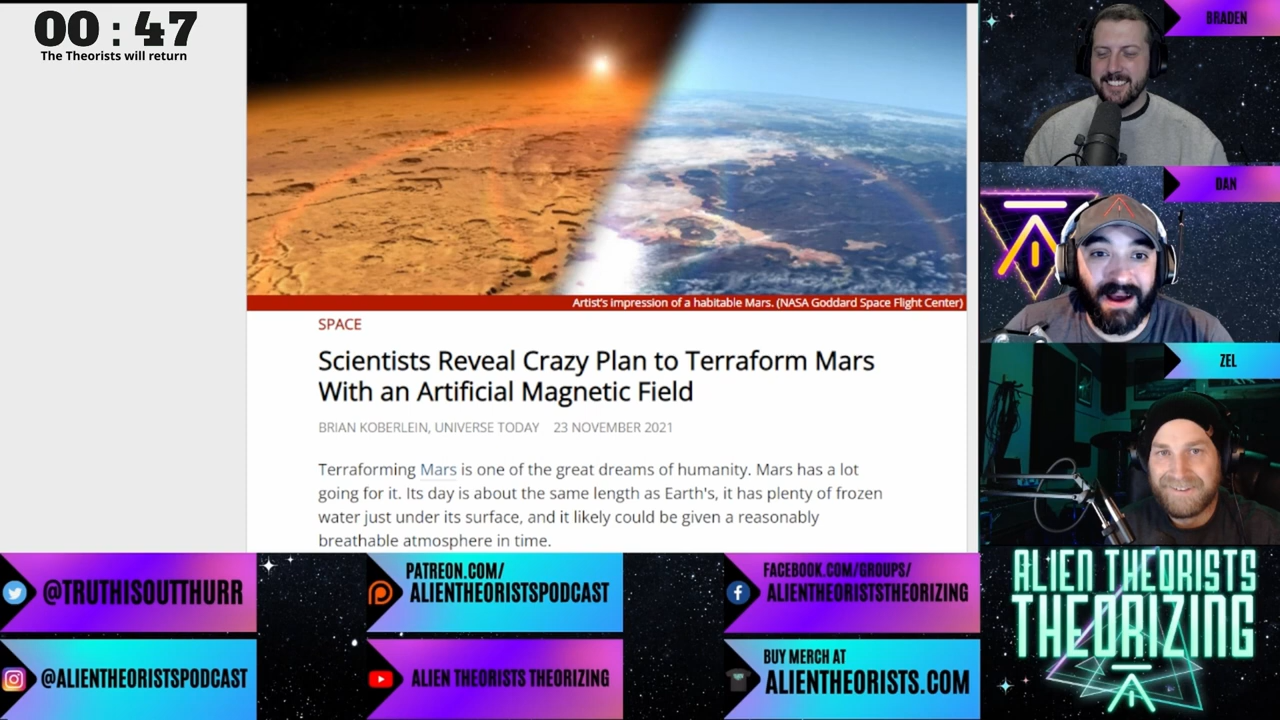 00 : 47
The Theorists will return
Artist's impression of a habitable Mars. (NASA Goddard Space Flight Center)
SPACE
Scientists Reveal Crazy Plan to Terraform Mars
With an Artificial Magnetic Field
BRIAN KOBERLEIN, UNIVERSE TODAY 23 NOVEMBER 2021
Terraforming Mars is one of the great dreams of humanity. Mars has a lot
going for it. Its day is about the same length as Earth's, it has plenty of frozen
water just under its surface, and it likely could be given a reasonably
breathable atmosphere in time.
BRADEN
DAN
ZEL
@TRUTHISOUTTHURR
PATREON.COM/
ALIENTHEORISTSPODCAST
FACEBOOK.COM/GROUPS/
ALIENTHEORISTSTHEORIZING
@ALIENTHEORISTSPODCAST
ALIEN THEORISTS THEORIZING
BUY MERCH AT
ALIENTHEORISTS.COM
ALIEN THEORISTS
THEORIZING